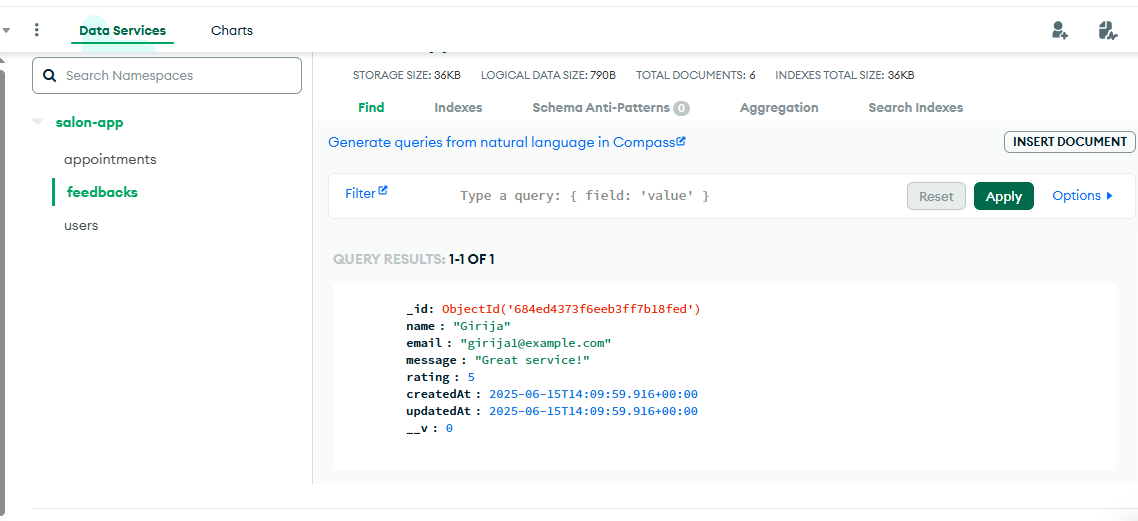 Data Services Charts
STORAGE SIZE: 36KB LOGICAL DATA SIZE: 790B TOTAL DOCUMENTS: 6 INDEXES TOTAL SIZE: 36KB
Search Namespaces
Find Indexes Schema Anti-Patterns 0 Aggregation Search Indexes
salon-app
appointments
feedbacks
users
Generate queries from natural language in Compass
INSERT DOCUMENT
Filter Type a query: { field: 'value' } Reset Apply Options
QUERY RESULTS: 1-1 OF 1
_id: ObjectId('684ed4373f6eeb3ff7b18fed')
name : "Girija"
email : "girija1@example.com"
message : "Great service!"
rating : 5
createdAt : 2025-06-15T14:09:59.916+00:00
updatedAt : 2025-06-15T14:09:59.916+00:00
__v : 0